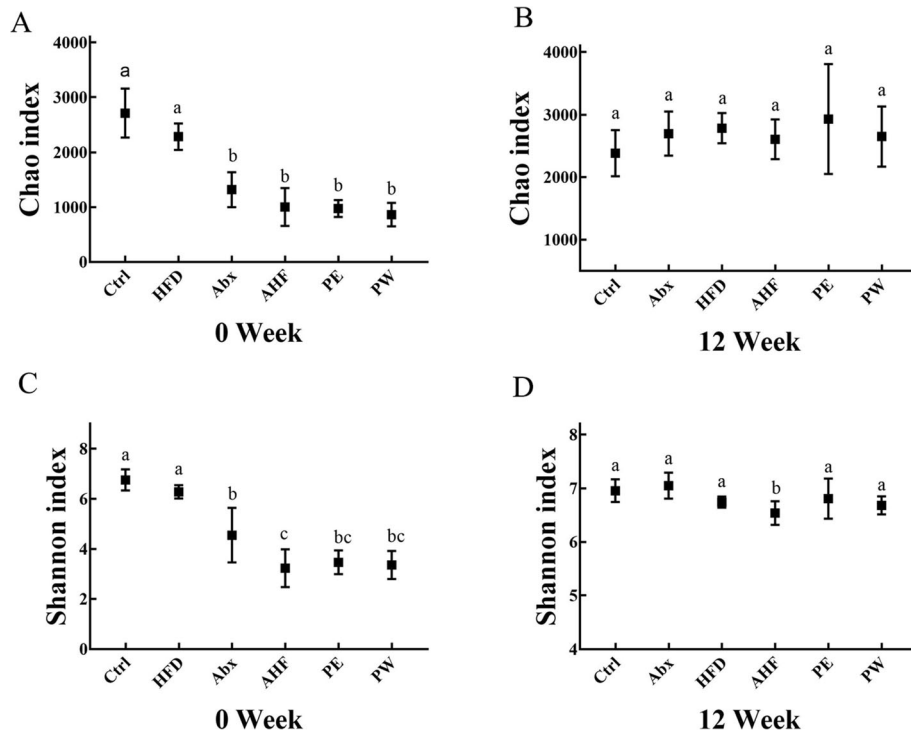 A
Chao index
4000
3000
2000
1000
0
a
a
b
b
b
b
Ctrl
HFD
Abx
AHF
PE
PW
0 Week
B
Chao index
4000
3000
2000
1000
a
a
a
a
a
a
Ctrl
Abx
HFD
AHF
PE
PW
12 Week
C
Shannon index
8
6
4
2
0
a
a
b
c
bc
bc
Ctrl
HFD
Abx
AHF
PE
PW
0 Week
D
Shannon index
8
7
6
5
4
a
a
a
b
a
a
Ctrl
Abx
HFD
AHF
PE
PW
12 Week